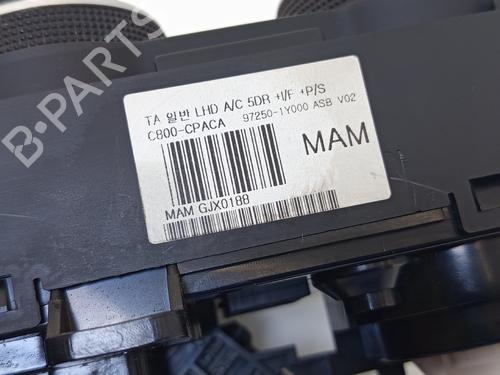 B-PARTS
TA 일반 LHD A/C 5DR +I/F +P/S
C800-CPACA 97250-1Y000 ASB V02
MAM
MAM GJX0188